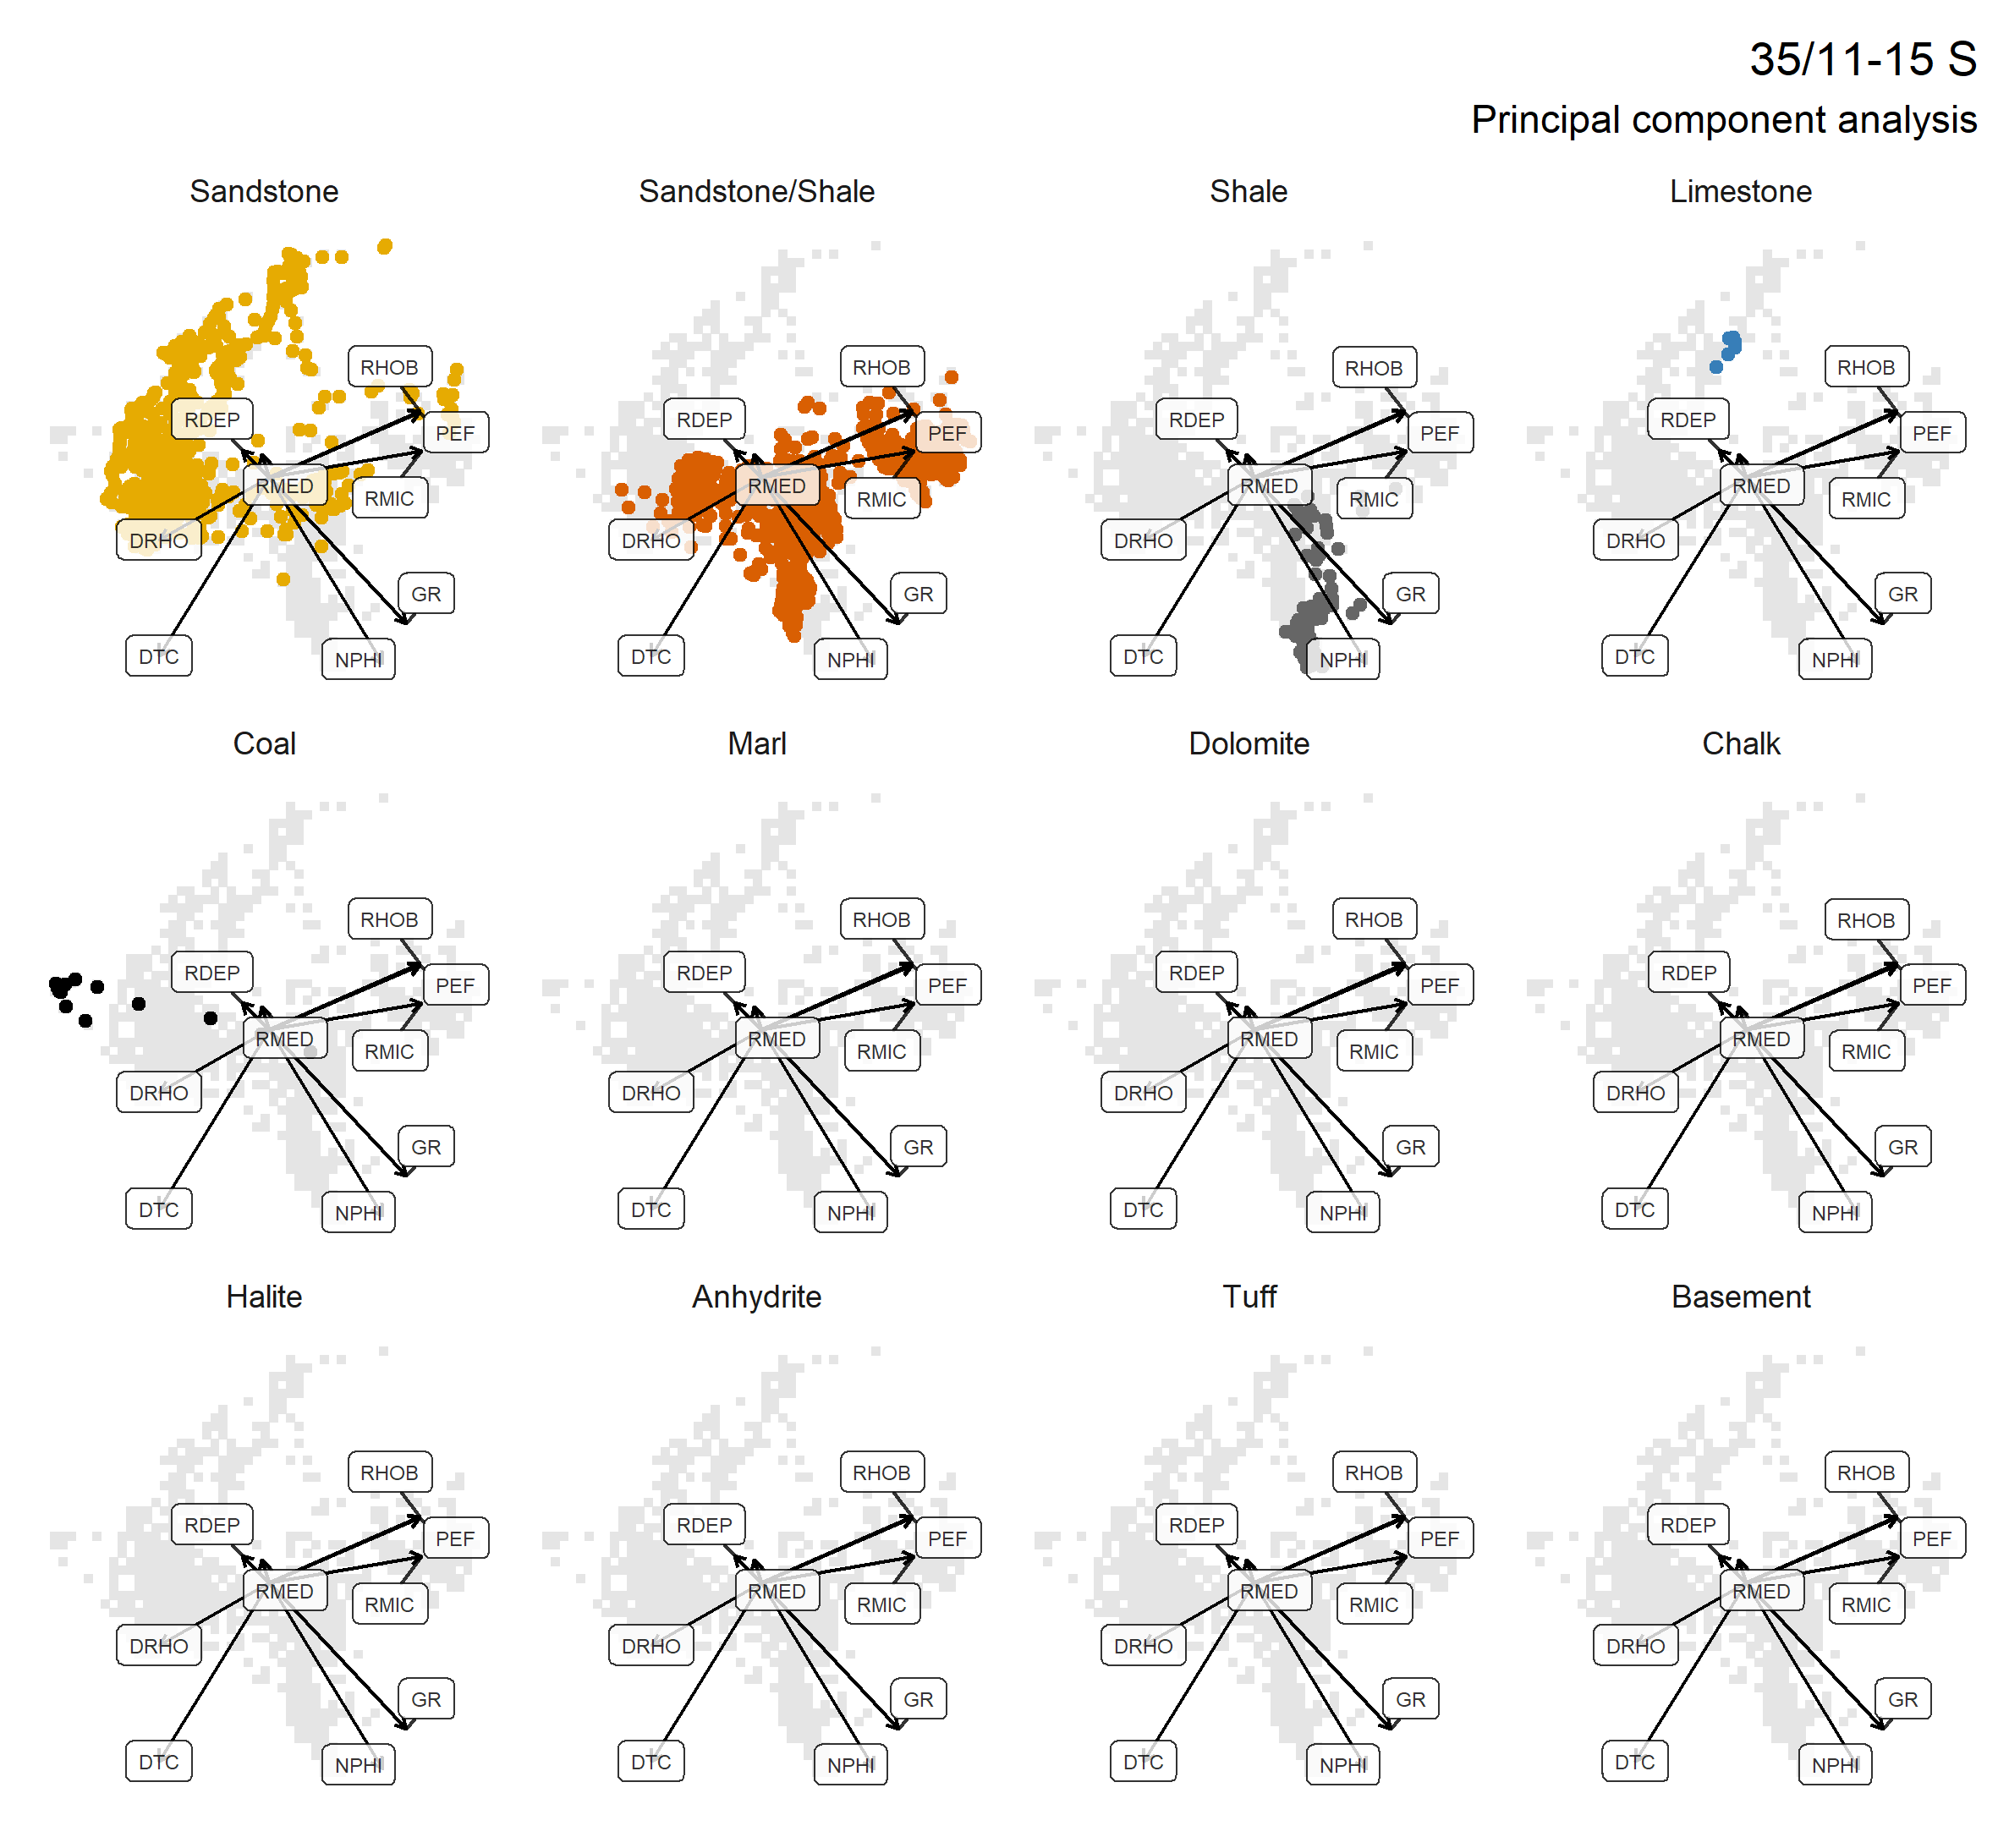 35/11-15 S
Principal component analysis
Sandstone
Sandstone/Shale
Shale
Limestone
RHOB
RDEP
PEF
RMED
RMIC
DRHO
GR
DTC
NPHI
RHOB
RDEP
PEF
RMED
RMIC
DRHO
GR
DTC
NPHI
RHOB
RDEP
PEF
RMED
RMIC
DRHO
GR
DTC
NPHI
RHOB
RDEP
PEF
RMED
RMIC
DRHO
GR
DTC
NPHI
Coal
Marl
Dolomite
Chalk
RHOB
RDEP
PEF
RMED
RMIC
DRHO
GR
DTC
NPHI
RHOB
RDEP
PEF
RMED
RMIC
DRHO
GR
DTC
NPHI
RHOB
RDEP
PEF
RMED
RMIC
DRHO
GR
DTC
NPHI
RHOB
RDEP
PEF
RMED
RMIC
DRHO
GR
DTC
NPHI
Halite
Anhydrite
Tuff
Basement
RHOB
RDEP
PEF
RMED
RMIC
DRHO
GR
DTC
NPHI
RHOB
RDEP
PEF
RMED
RMIC
DRHO
GR
DTC
NPHI
RHOB
RDEP
PEF
RMED
RMIC
DRHO
GR
DTC
NPHI
RHOB
RDEP
PEF
RMED
RMIC
DRHO
GR
DTC
NPHI